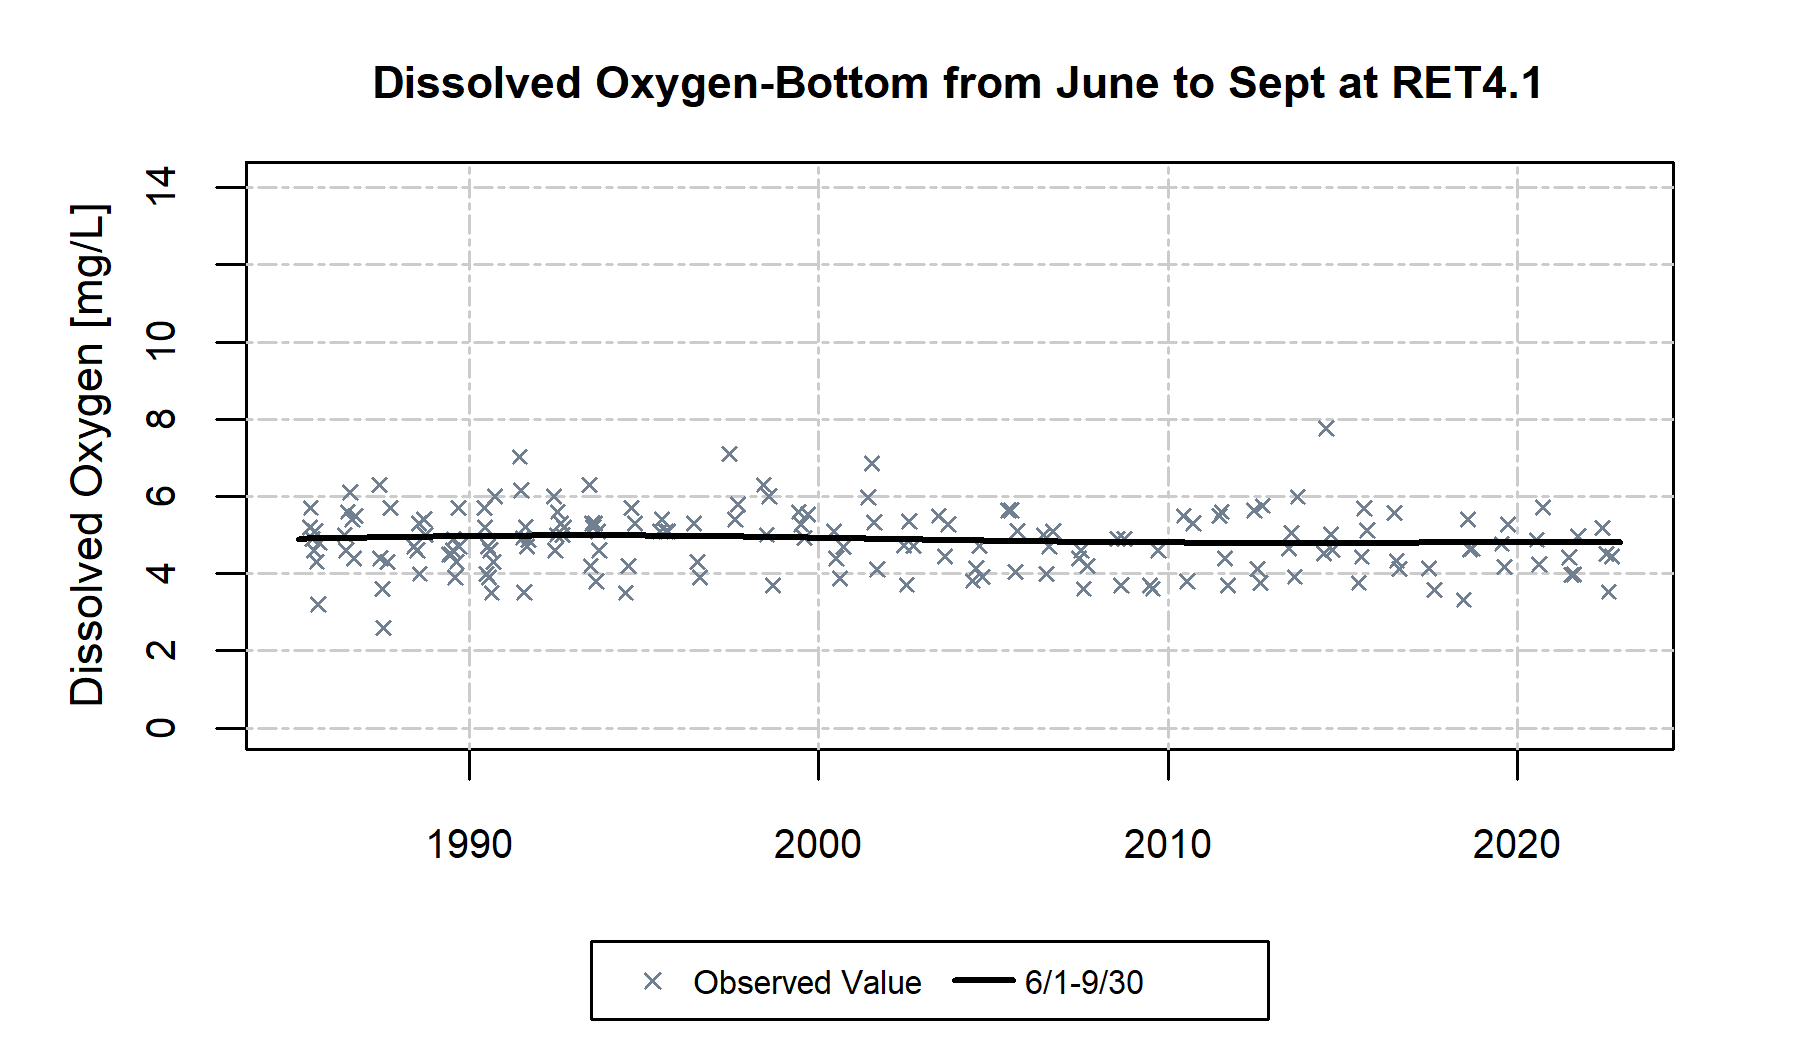 Dissolved Oxygen-Bottom from June to Sept at RET4.1
Dissolved Oxygen [mg/L]
14
10
8
6
4
2
0
1990 2000 2010 2020
Observed Value 6/1-9/30